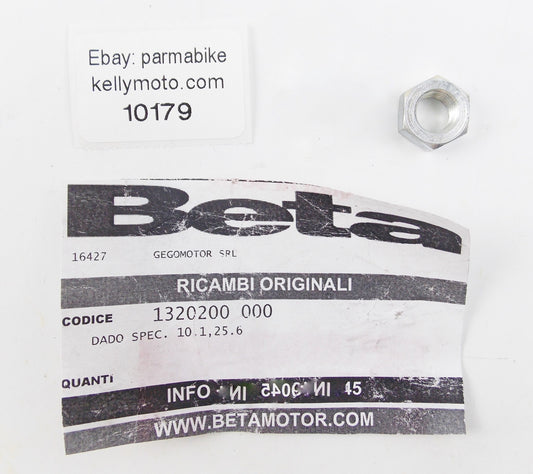 Ebay: parmabike
kellymoto.com
10179
Beta
16427 GEGOMOTOR SRL
RICAMBI ORIGINALI
CODICE 1320200 000
DADO SPEC. 10.1,25.6
QUANTI
INFO
WWW.BETAMOTOR.COM